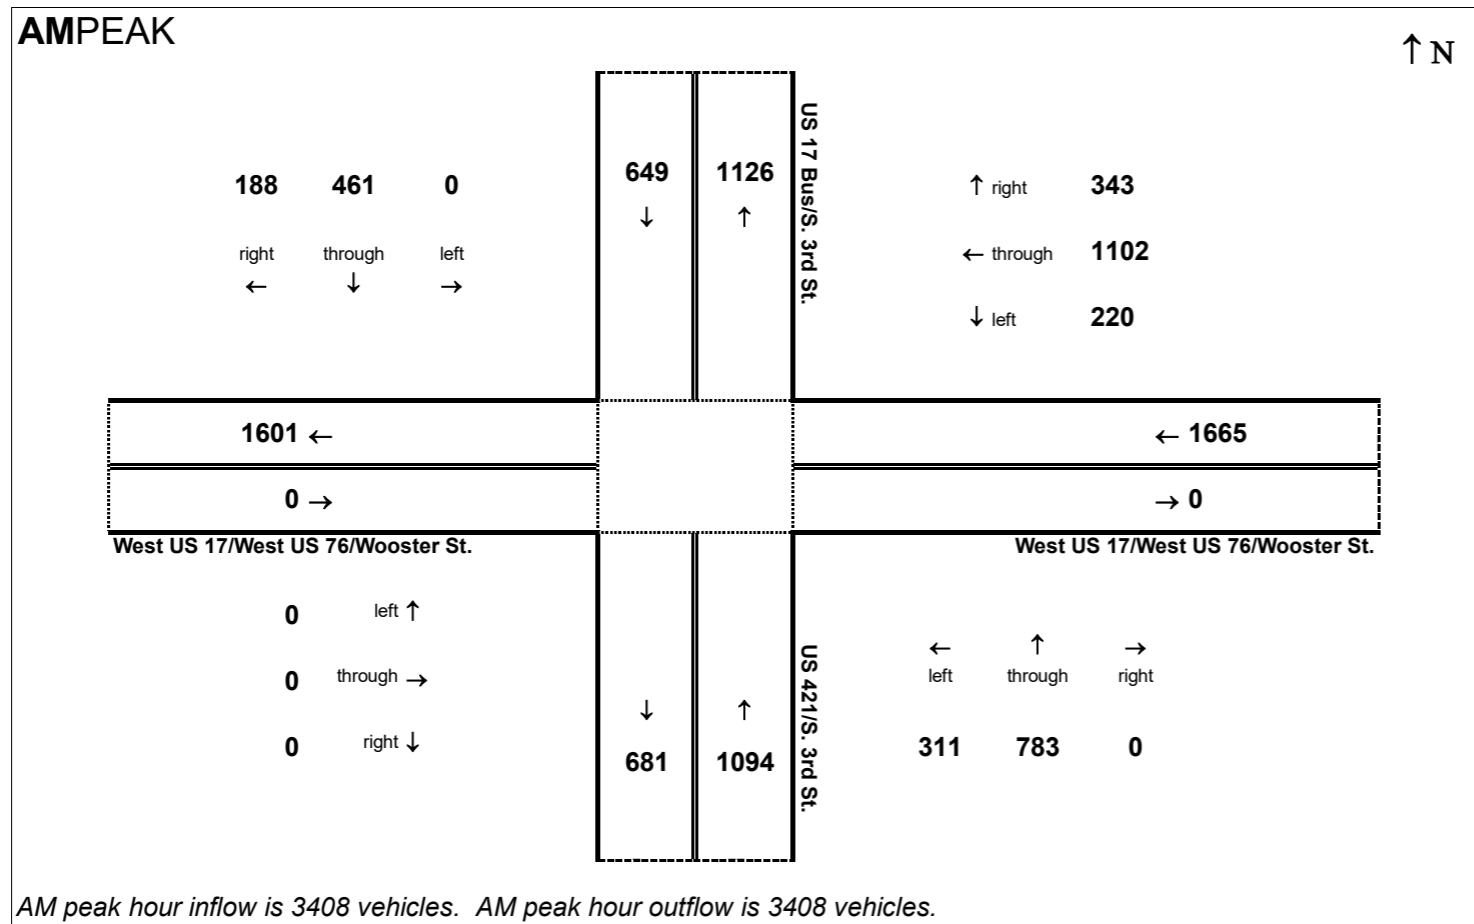 AMPEAK
↑ N
188 461 0
right through left
← ↓ →
649 1126
↓ ↑
US 17 Bus/S. 3rd St.
↑ right 343
← through 1102
↓ left 220
1601 ←
← 1665
0 →
→ 0
West US 17/West US 76/Wooster St.
West US 17/West US 76/Wooster St.
0 left ↑
0 through →
0 right ↓
↓ ↑
681 1094
US 421/S. 3rd St.
← ↑ →
left through right
311 783 0
AM peak hour inflow is 3408 vehicles. AM peak hour outflow is 3408 vehicles.